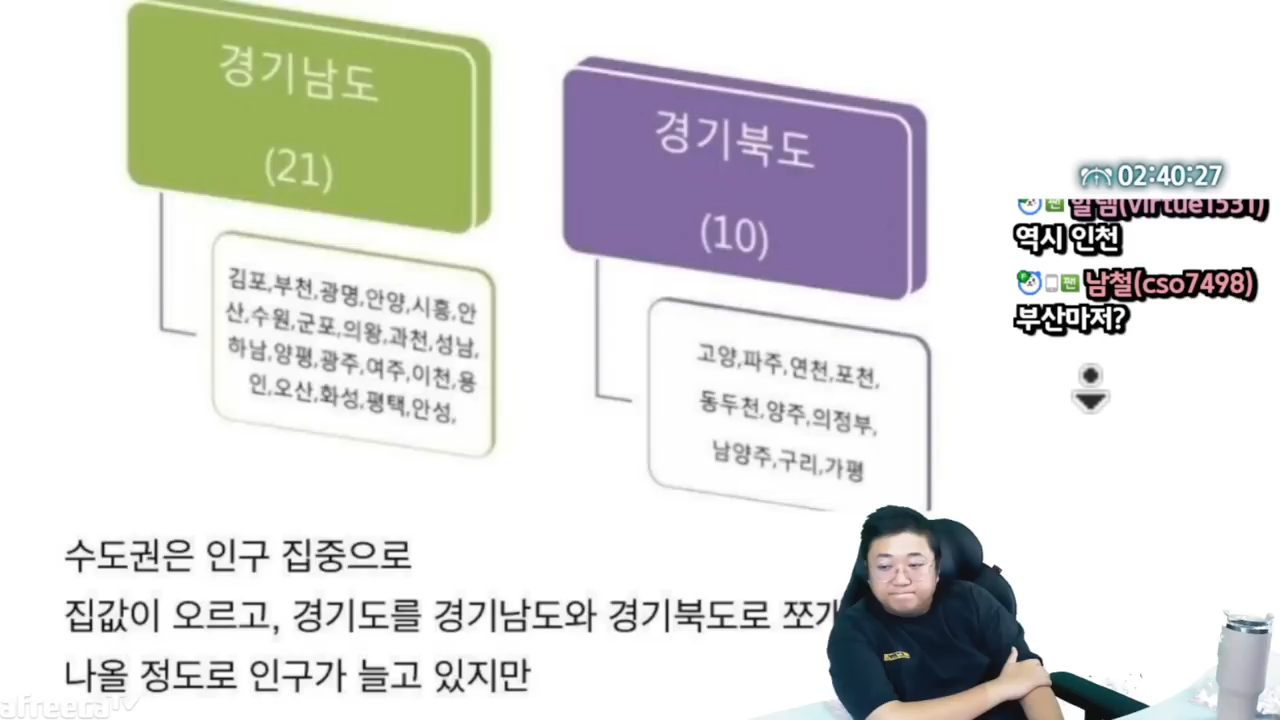 경기남도
(21)
김포,부천,광명,안양,시흥,안
산,수원,군포,의왕,과천,성남,
하남,양평,광주,여주,이천,용
인,오산,화성,평택,안성,
경기북도
(10)
고양,파주,연천,포천,
동두천,양주,의정부,
남양주,구리,가평
수도권은 인구 집중으로
집값이 오르고, 경기도를 경기남도와 경기북도로
나올 정도로 인구가 늘고 있지만
02:40:27
역시 인천
팬 남철(cso7498)
부산마저?
afreecaTV